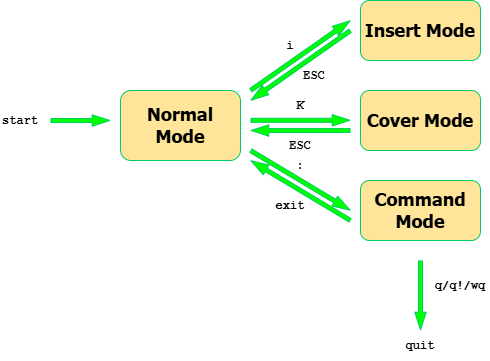 Insert Mode
i
ESC
start
Normal
Mode
K
Cover Mode
ESC
:
exit
Command
Mode
q/q!/wq
quit